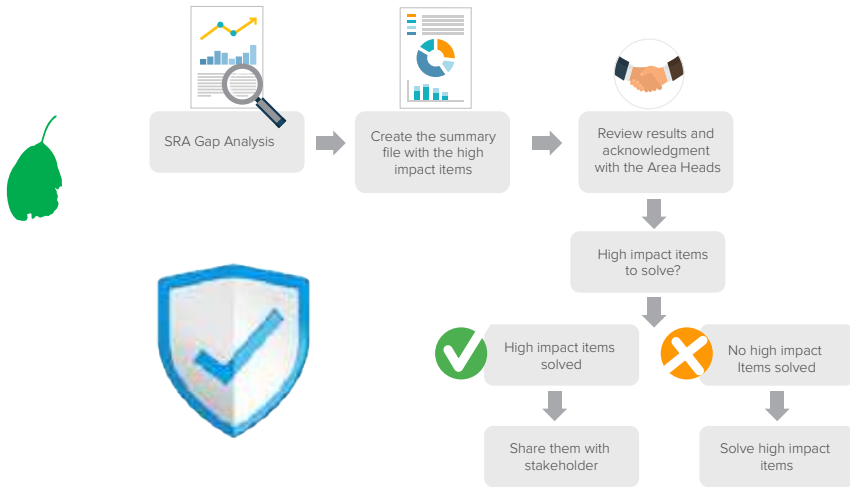 SRA Gap Analysis
Create the summary
file with the high
impact items
Review results and
acknowledgment
with the Area Heads
High impact items
to solve?
High impact items
solved
No high impact
Items solved
Share them with
stakeholder
Solve high impact
items